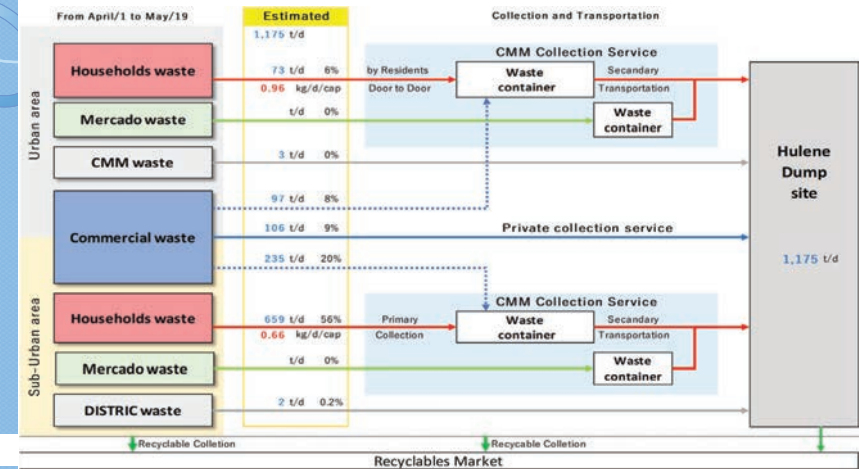 From April/1 to May/19
Estimated
Collection and Transportation
1,175 t/d
Urban area
CMM Collection Service
Households waste
73 t/d 6%
0.96 kg/d/cap
by Residents
Door to Door
Waste
container
Secandary
Transportation
Mercado waste
t/d 0%
Waste
container
CMM waste
3 t/d 0%
Hulene
Dump
site
1,175 t/d
Commercial waste
97 t/d 8%
106 t/d 9%
Private collection service
235 t/d 20%
Sub-Urban area
CMM Collection Service
Households waste
659 t/d 56%
0.66 kg/d/cap
Primary
Collection
Waste
container
Secandary
Transportation
Mercado waste
t/d 0%
Waste
container
DISTRIC waste
2 t/d 0.2%
Recyclable Colletion
Recycable Colletion
Recyclables Market